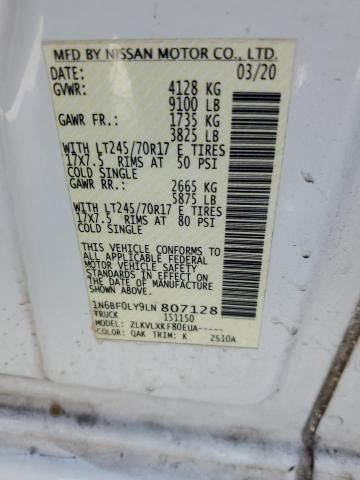 MFD BY NISSAN MOTOR CO., LTD.
DATE: 03/20
GVWR: 4128 KG
9100 LB
GAWR FR.: 1735 KG
3825 LB
WITH LT245/70R17 E TIRES
17X7.5 RIMS AT 50 PSI
COLD SINGLE
GAWR RR.: 2665 KG
5875 LB
WITH LT245/70R17 E TIRES
17X7.5 RIMS AT 80 PSI
COLD SINGLE
THIS VEHICLE CONFORMS TO
ALL APPLICABLE FEDERAL
MOTOR VEHICLE SAFETY
STANDARDS IN EFFECT ON
THE DATE OF MANUFACTURE
SHOWN ABOVE.
1N6BF0LY9LN 807128
TRUCK 151150
MODEL: ZLKVLXKF80EUA-----
COLOR: QAK TRIM: K ZS10A